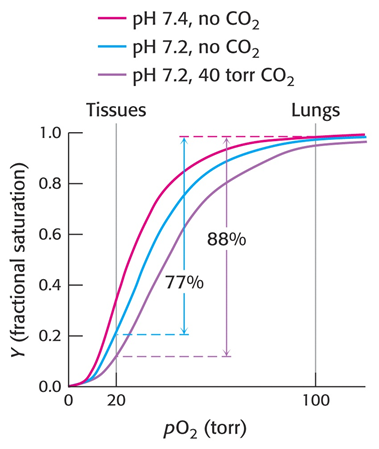 pH 7.4, no CO₂
pH 7.2, no CO₂
pH 7.2, 40 torr CO₂
Tissues Lungs
Y (fractional saturation)
1.0
0.8
0.6
0.4
0.2
0.0
88%
77%
0 20 100
pO₂ (torr)